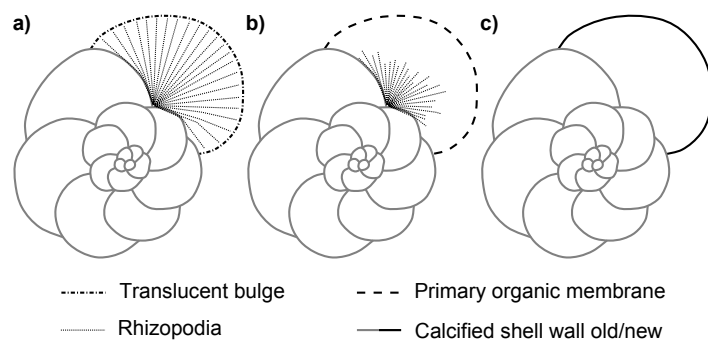 a) b) c)
Translucent bulge Primary organic membrane
Rhizopodia Calcified shell wall old/new